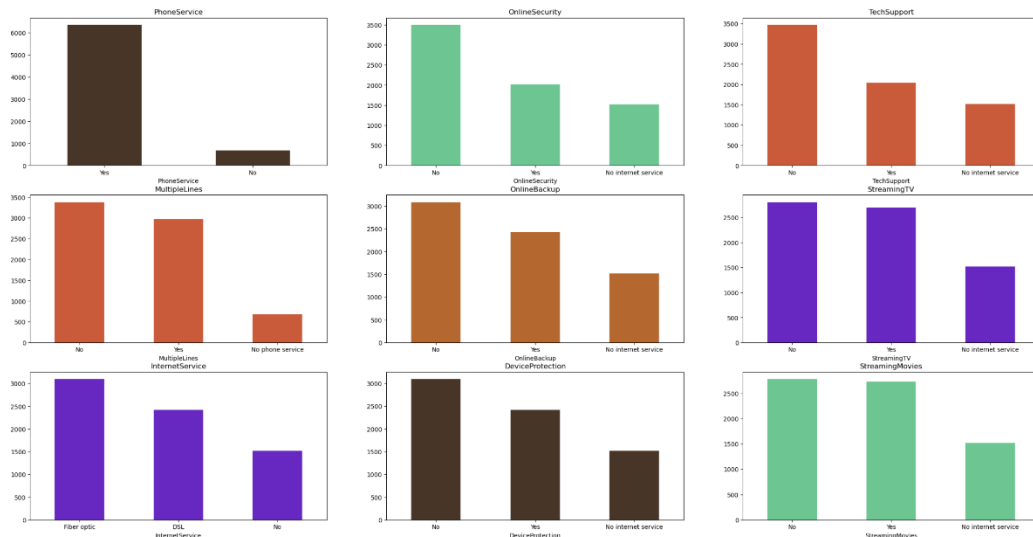 PhoneService
6000
5000
4000
3000
2000
1000
0
Yes
No
PhoneService
OnlineSecurity
3500
3000
2500
2000
1500
1000
500
0
No
Yes
No internet service
OnlineSecurity
TechSupport
3500
3000
2500
2000
1500
1000
500
0
No
Yes
No internet service
TechSupport
MultipleLines
3500
3000
2500
2000
1500
1000
500
0
No
Yes
No phone service
MultipleLines
OnlineBackup
3000
2500
2000
1500
1000
500
0
No
Yes
No internet service
OnlineBackup
StreamingTV
2500
2000
1500
1000
500
0
No
Yes
No internet service
StreamingTV
InternetService
3000
2500
2000
1500
1000
500
0
Fiber optic
DSL
No
InternetService
DeviceProtection
3000
2500
2000
1500
1000
500
0
No
Yes
No internet service
DeviceProtection
StreamingMovies
2500
2000
1500
1000
500
0
No
Yes
No internet service
StreamingMovies